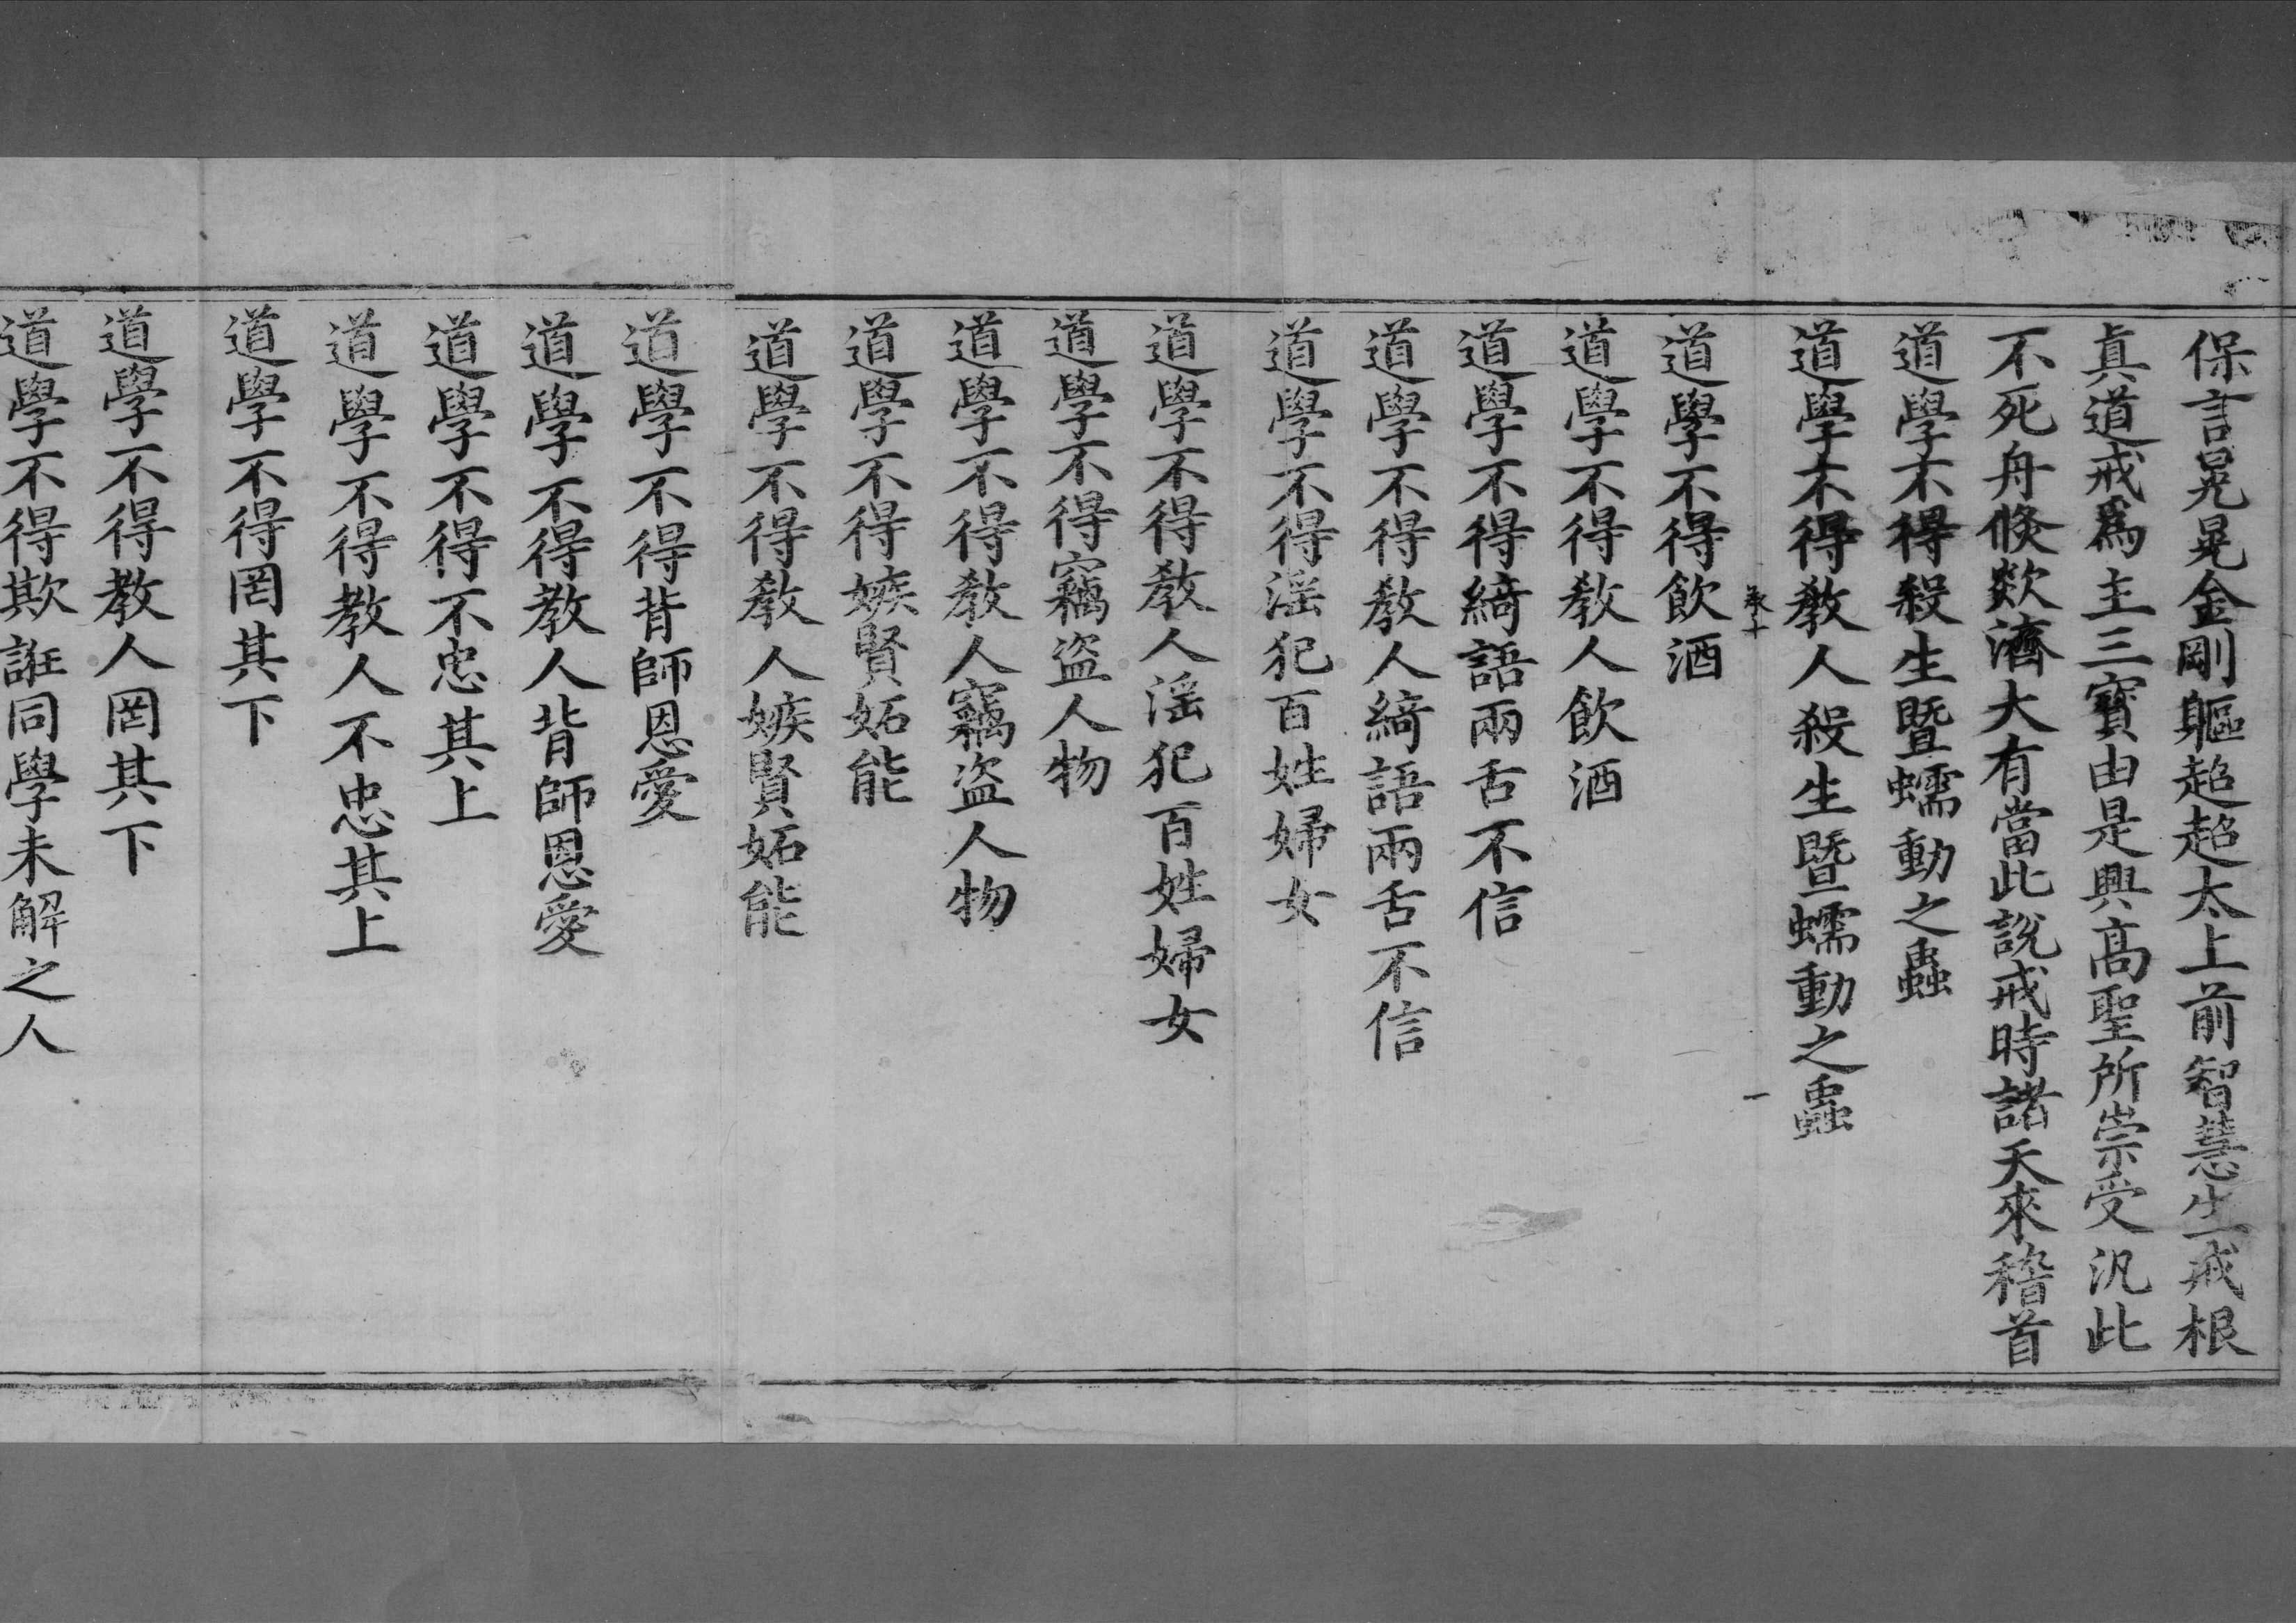 保言晃晃金剛軀超超太上前智慧生戒根
真道戒爲主三寳由是興髙聖所崇受汎此
不死舟倐欻濟大有當此說戒時諸天來稽首
道學不得殺生暨蠕動之蟲
道學不得教人殺生暨蠕動之蟲
一
道學不得飲酒
道學不得教人飲酒
道學不得綺語兩舌不信
道學不得教人綺語兩舌不信
道學不得淫犯百姓婦女
道學不得教人淫犯百姓婦女
道學不得竊盗人物
道學不得教人竊盗人物
道學不得嫉賢妬能
道學不得教人嫉賢妬能
道學不得背師恩愛
道學不得教人背師恩愛
道學不得不忠其上
道學不得教人不忠其上
道學不得罔其下
道學不得教人罔其下
道學不得欺誑同學未解之人